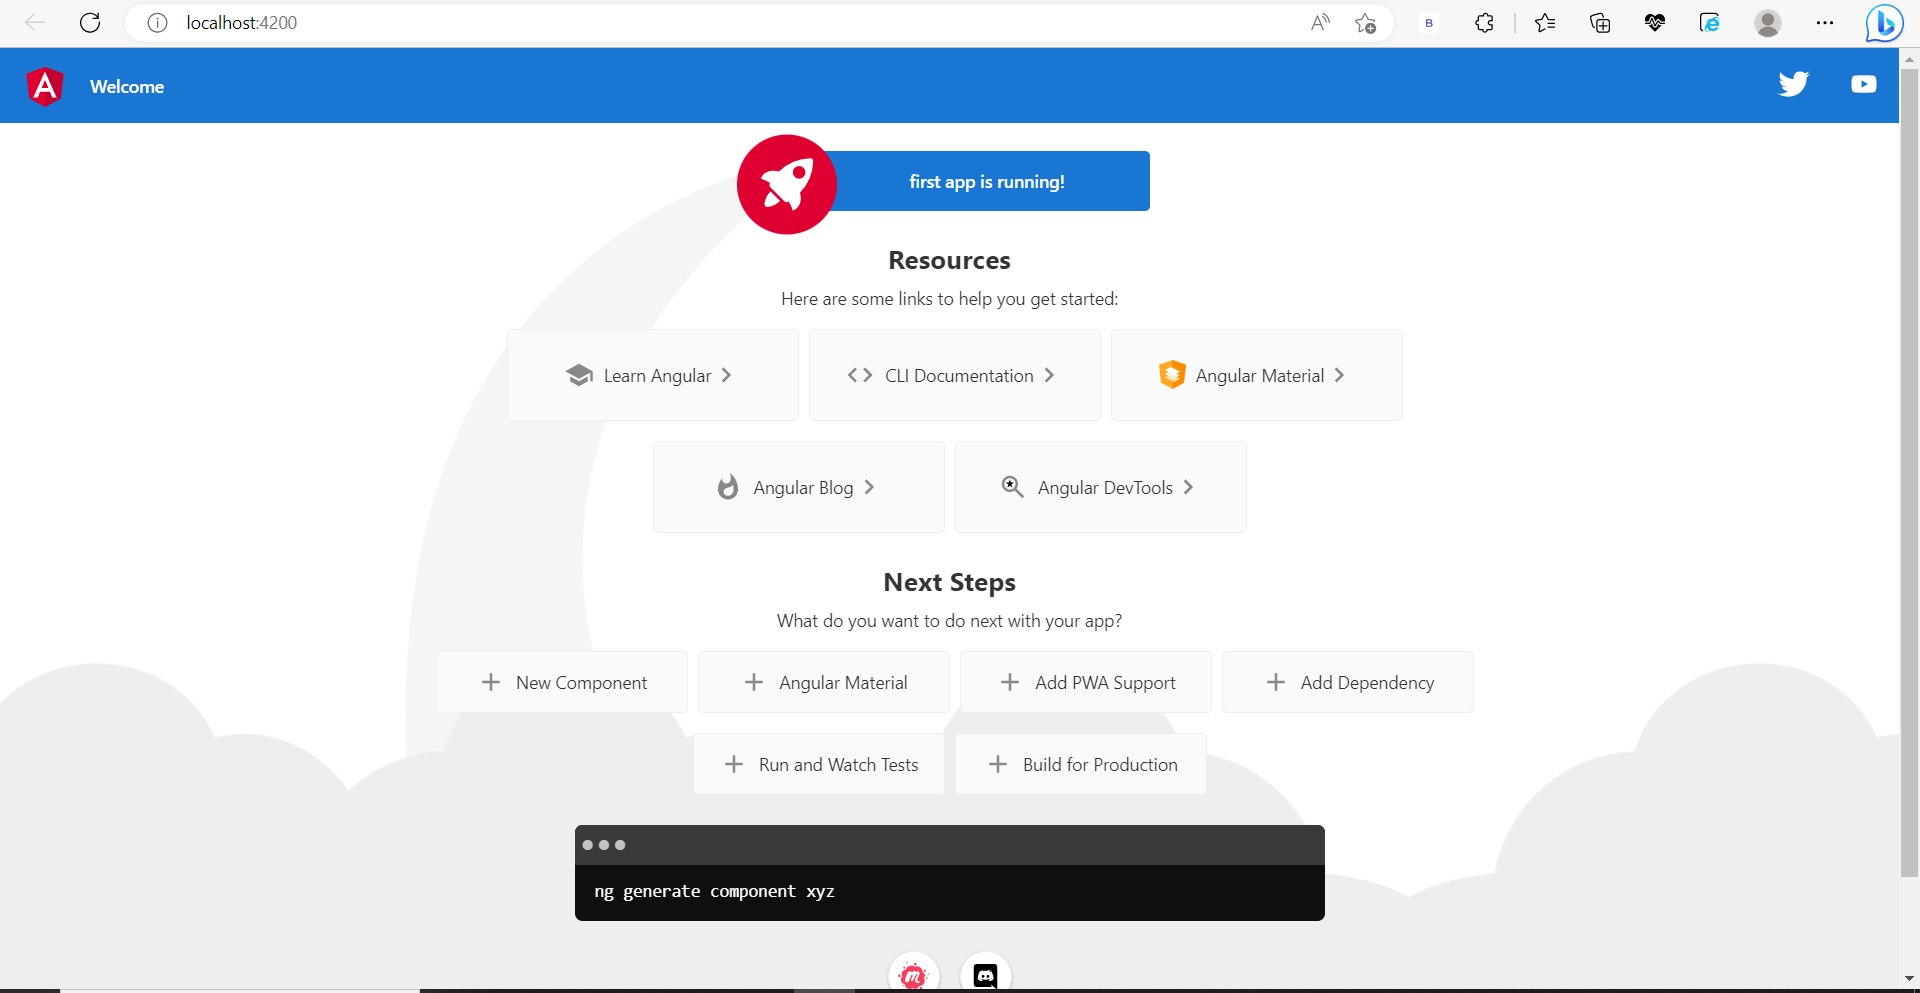 localhost:4200
Welcome
first app is running!
Resources
Here are some links to help you get started:
Learn Angular
CLI Documentation
Angular Material
Angular Blog
Angular DevTools
Next Steps
What do you want to do next with your app?
New Component
Angular Material
Add PWA Support
Add Dependency
Run and Watch Tests
Build for Production
ng generate component xyz